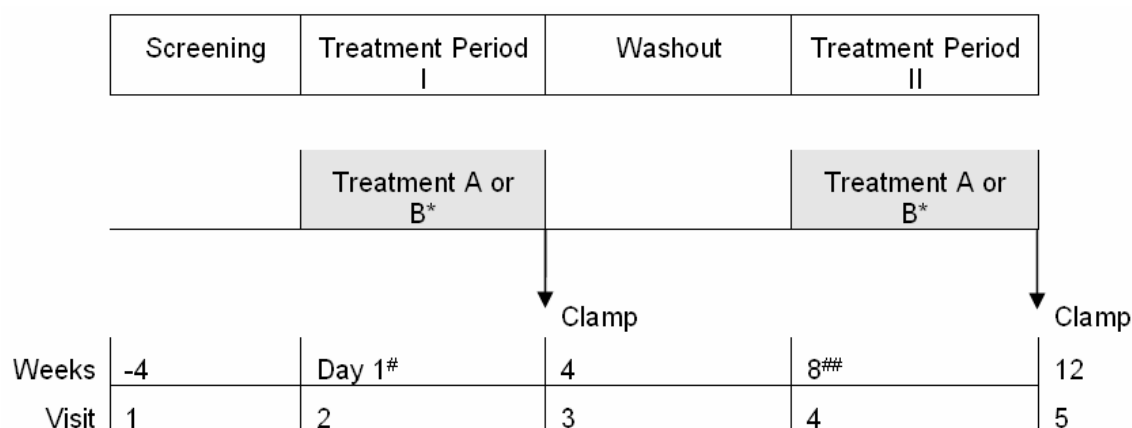 Screening
Treatment Period
I
Washout
Treatment Period
II
Treatment A or
B*
Treatment A or
B*
Clamp
Clamp
Weeks -4 Day 1# 4 8## 12
Visit 1 2 3 4 5